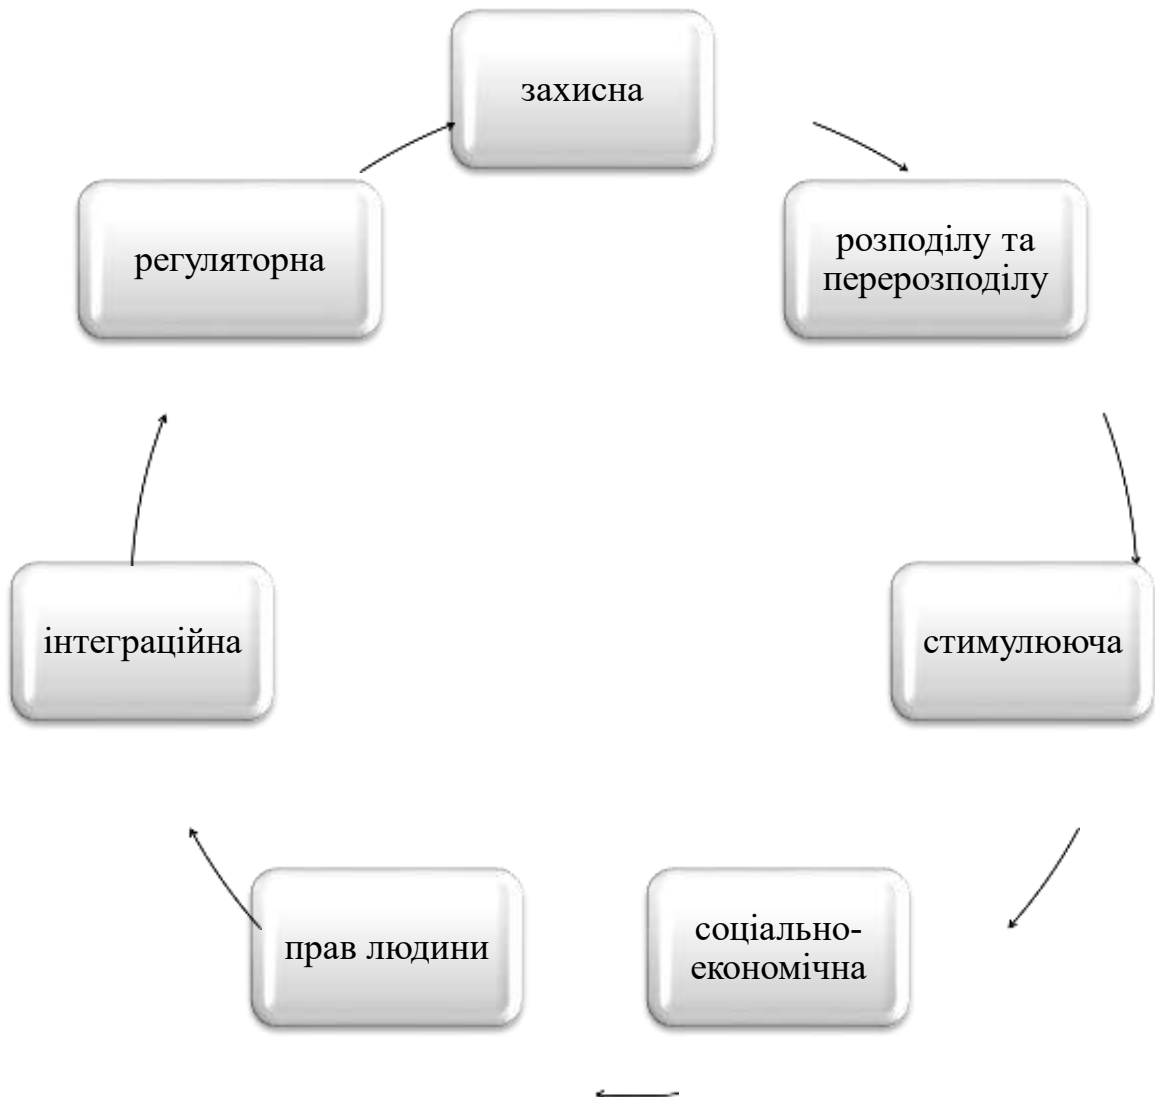 захисна
розподілу та
перерозподілу
стимулююча
соціально-
економічна
прав людини
інтеграційна
регуляторна